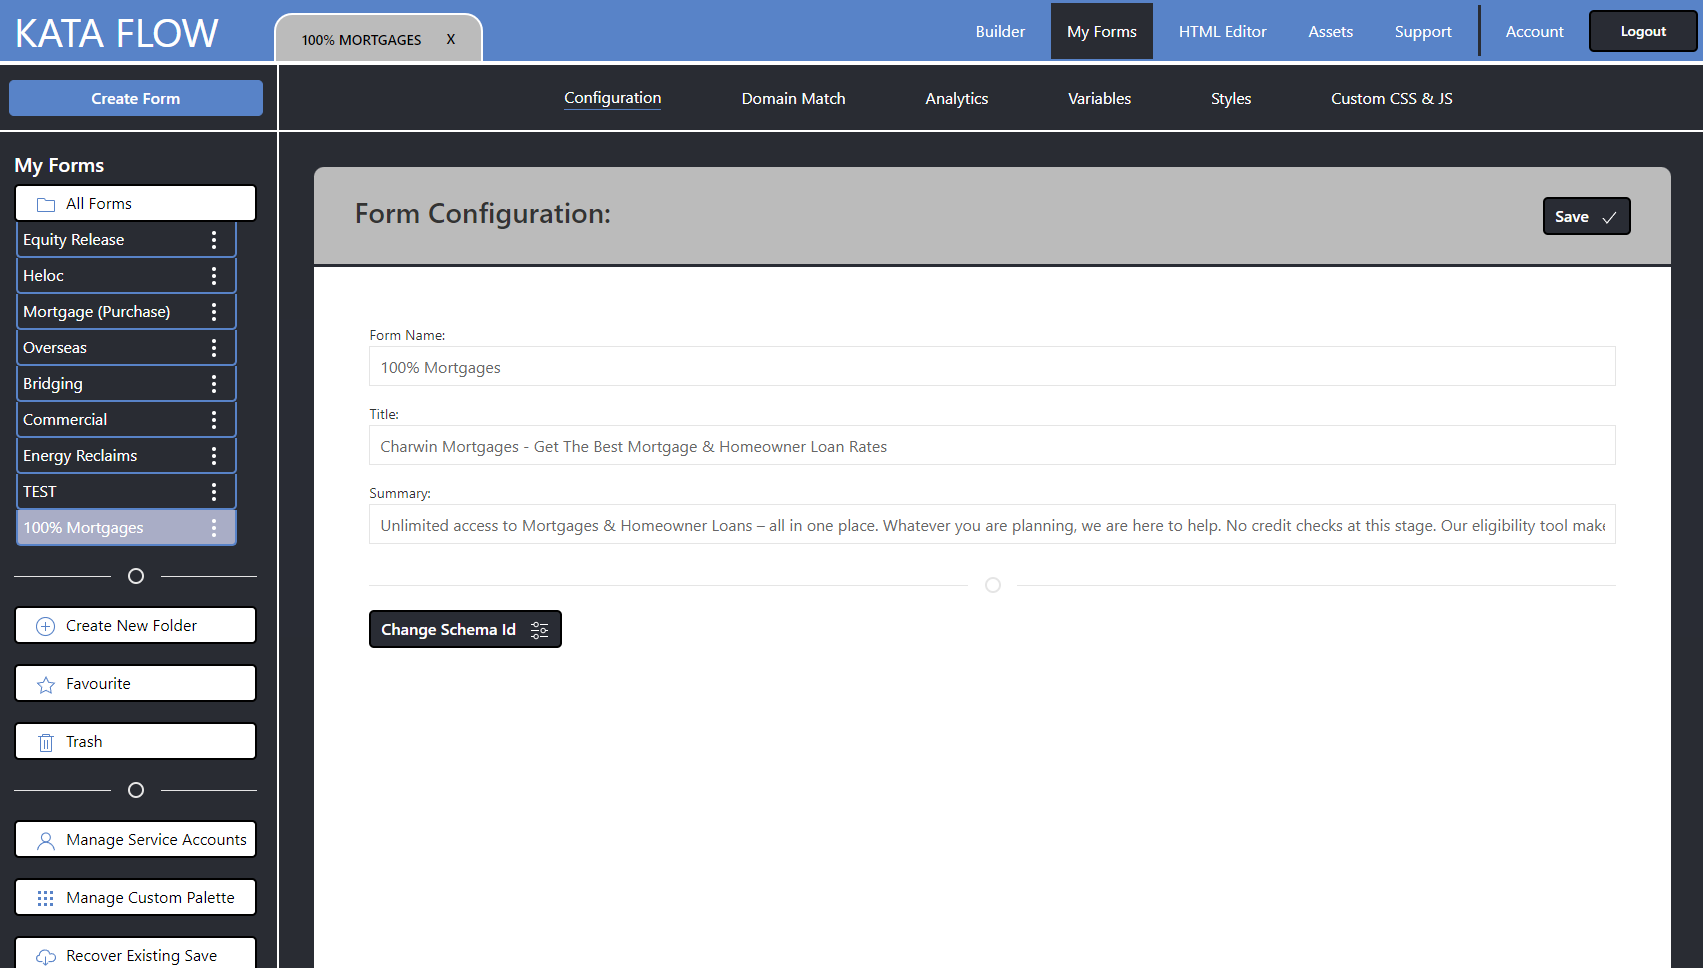 KATA FLOW
100% MORTGAGES X
Builder
My Forms
HTML Editor
Assets
Support
Account
Logout
Create Form
Configuration
Domain Match
Analytics
Variables
Styles
Custom CSS & JS
My Forms
All Forms
Equity Release
Heloc
Mortgage (Purchase)
Overseas
Bridging
Commercial
Energy Reclaims
TEST
100% Mortgages
Create New Folder
Favourite
Trash
Manage Service Accounts
Manage Custom Palette
Recover Existing Save
Form Configuration:
Save
Form Name:
100% Mortgages
Title:
Charwin Mortgages - Get The Best Mortgage & Homeowner Loan Rates
Summary:
Unlimited access to Mortgages & Homeowner Loans – all in one place. Whatever you are planning, we are here to help. No credit checks at this stage. Our eligibility tool make
Change Schema Id